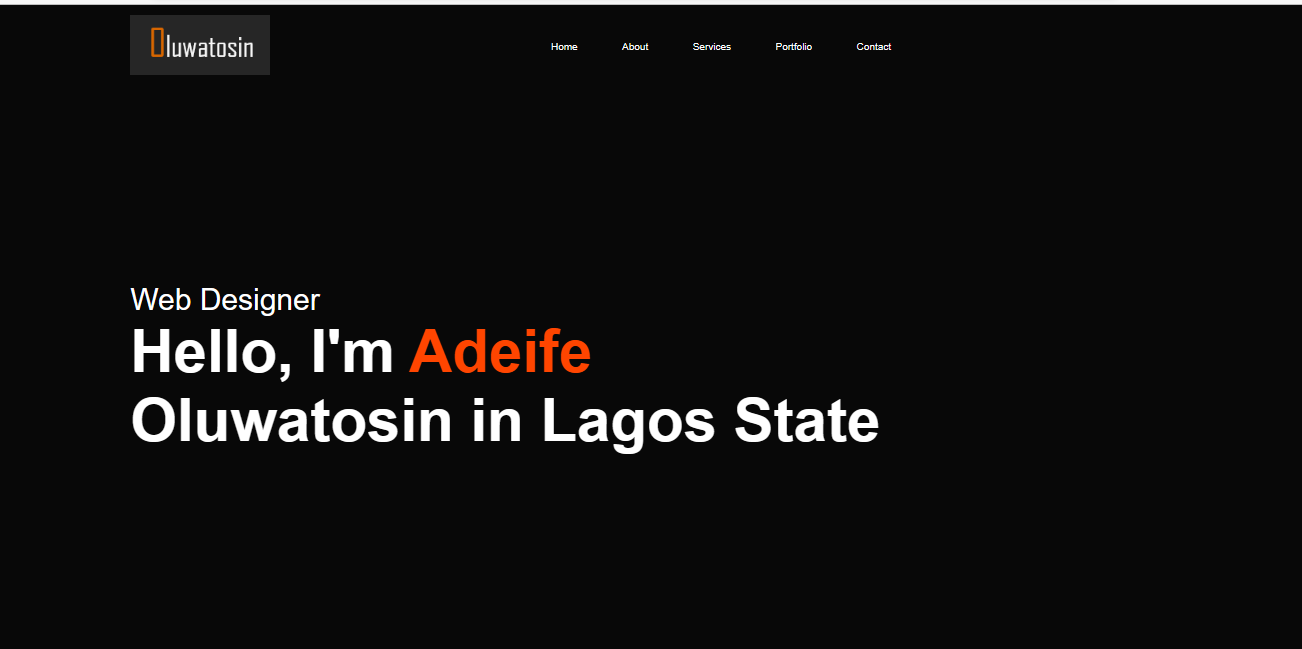 Oluwatosin
Home About Services Portfolio Contact
Web Designer
Hello, I'm Adeife
Oluwatosin in Lagos State